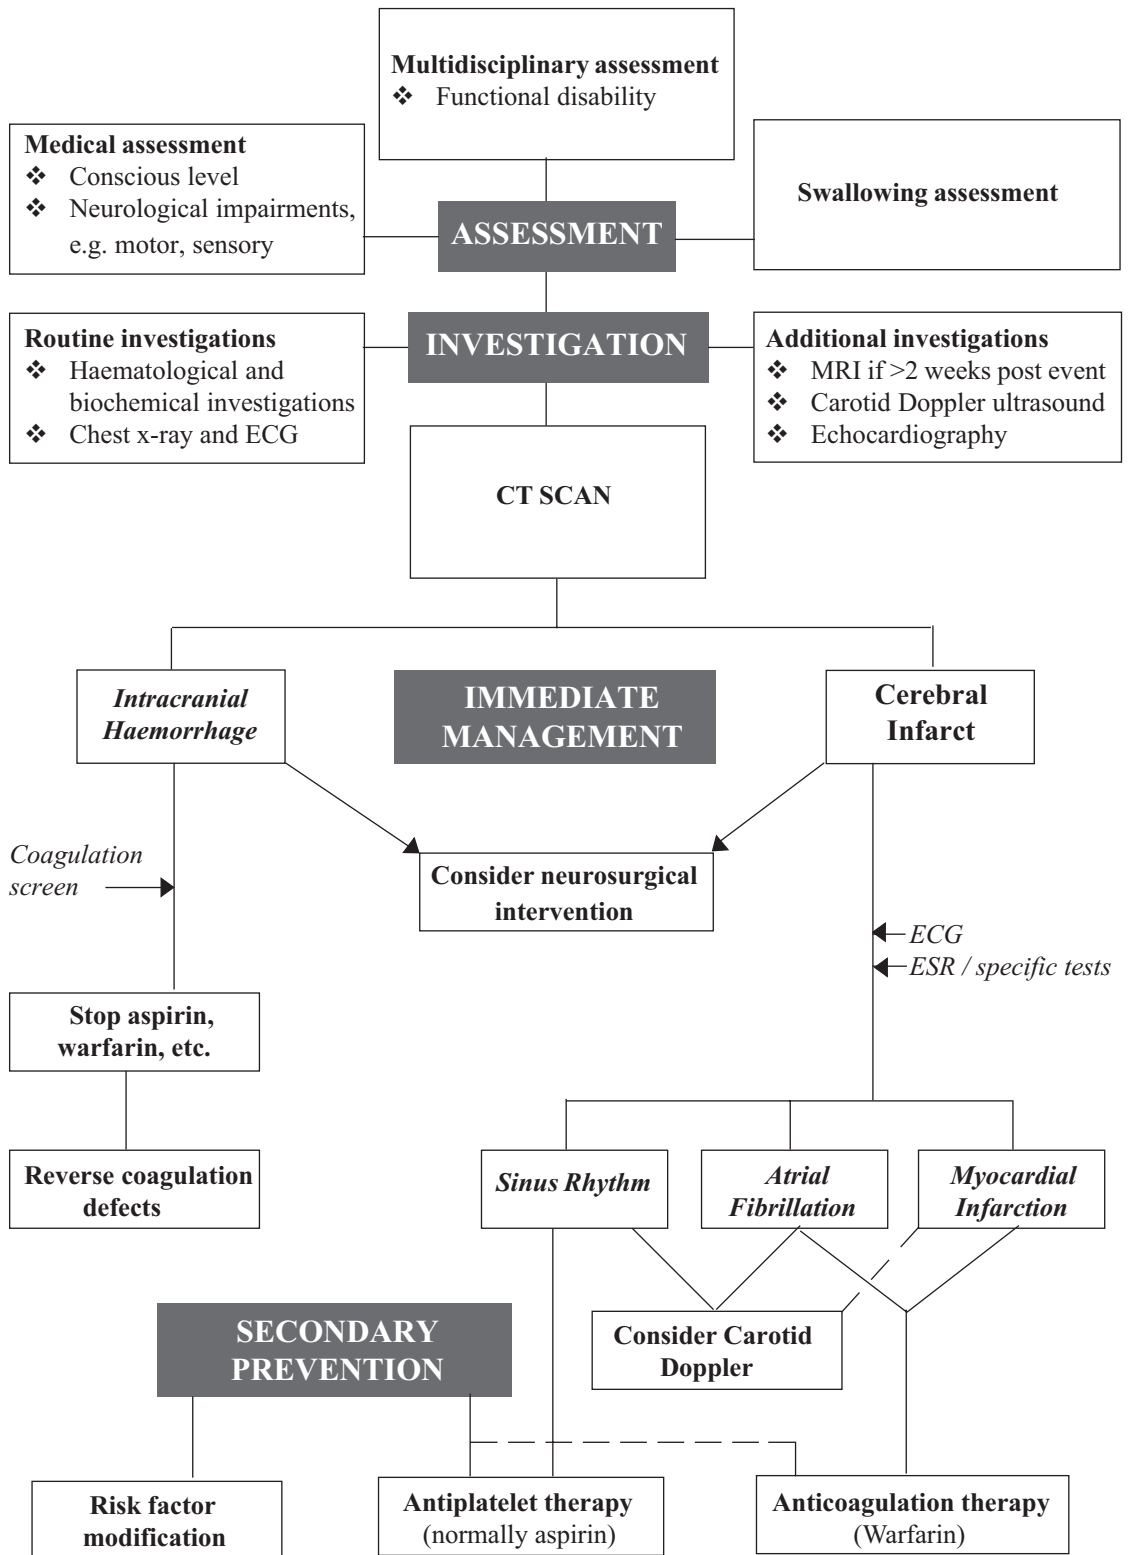 Multidisciplinary assessment
❖ Functional disability
Medical assessment
❖ Conscious level
❖ Neurological impairments,
e.g. motor, sensory
Swallowing assessment
ASSESSMENT
INVESTIGATION
Routine investigations
❖ Haematological and
biochemical investigations
❖ Chest x-ray and ECG
Additional investigations
❖ MRI if >2 weeks post event
❖ Carotid Doppler ultrasound
❖ Echocardiography
CT SCAN
Intracranial
Haemorrhage
IMMEDIATE
MANAGEMENT
Cerebral
Infarct
Coagulation
screen
Consider neurosurgical
intervention
ECG
ESR / specific tests
Stop aspirin,
warfarin, etc.
Reverse coagulation
defects
Sinus Rhythm
Atrial
Fibrillation
Myocardial
Infarction
Consider Carotid
Doppler
SECONDARY
PREVENTION
Risk factor
modification
Antiplatelet therapy
(normally aspirin)
Anticoagulation therapy
(Warfarin)